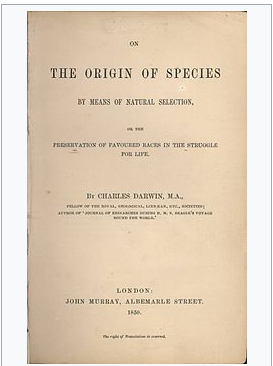 ON
THE ORIGIN OF SPECIES
BY MEANS OF NATURAL SELECTION,
OR THE
PRESERVATION OF FAVOURED RACES IN THE STRUGGLE
FOR LIFE.
BY CHARLES DARWIN, M.A.,
FELLOW OF THE ROYAL, GEOLOGICAL, LINNÆAN, ETC., SOCIETIES;
AUTHOR OF 'JOURNAL OF RESEARCHES DURING H. M. S. BEAGLE'S VOYAGE
ROUND THE WORLD.'
LONDON:
JOHN MURRAY, ALBEMARLE STREET.
1859.
The right of Translation is reserved.